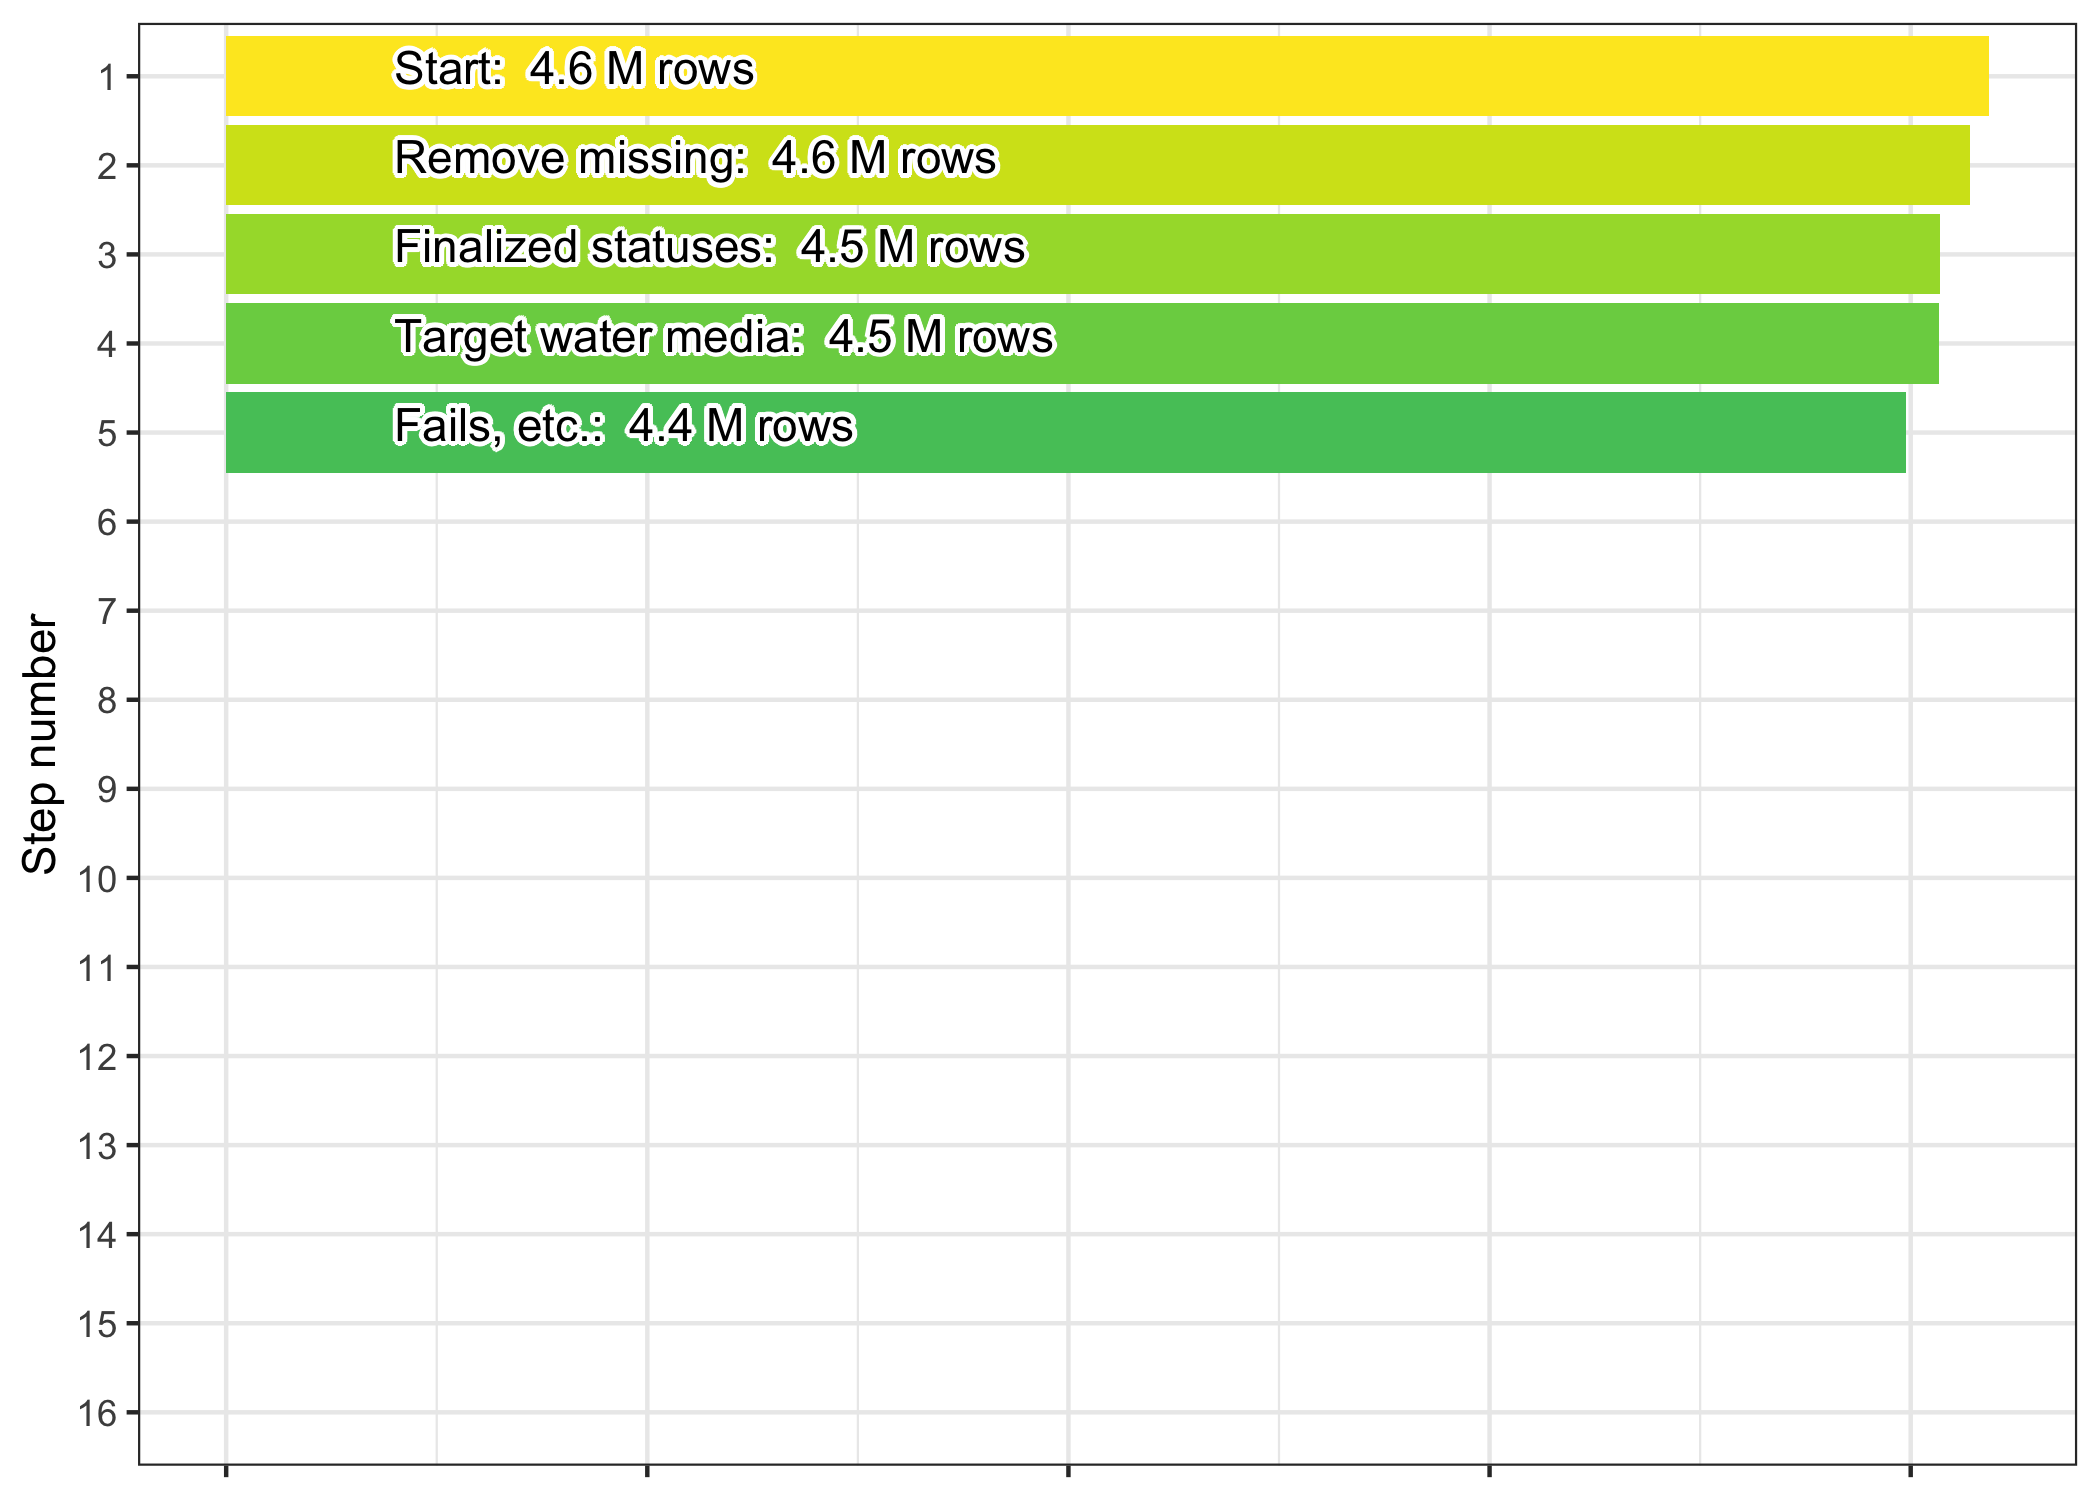 Step number
1
Start:  4.6 M rows
2
Remove missing:  4.6 M rows
3
Finalized statuses:  4.5 M rows
4
Target water media:  4.5 M rows
5
Fails, etc.:  4.4 M rows
6
7
8
9
10
11
12
13
14
15
16